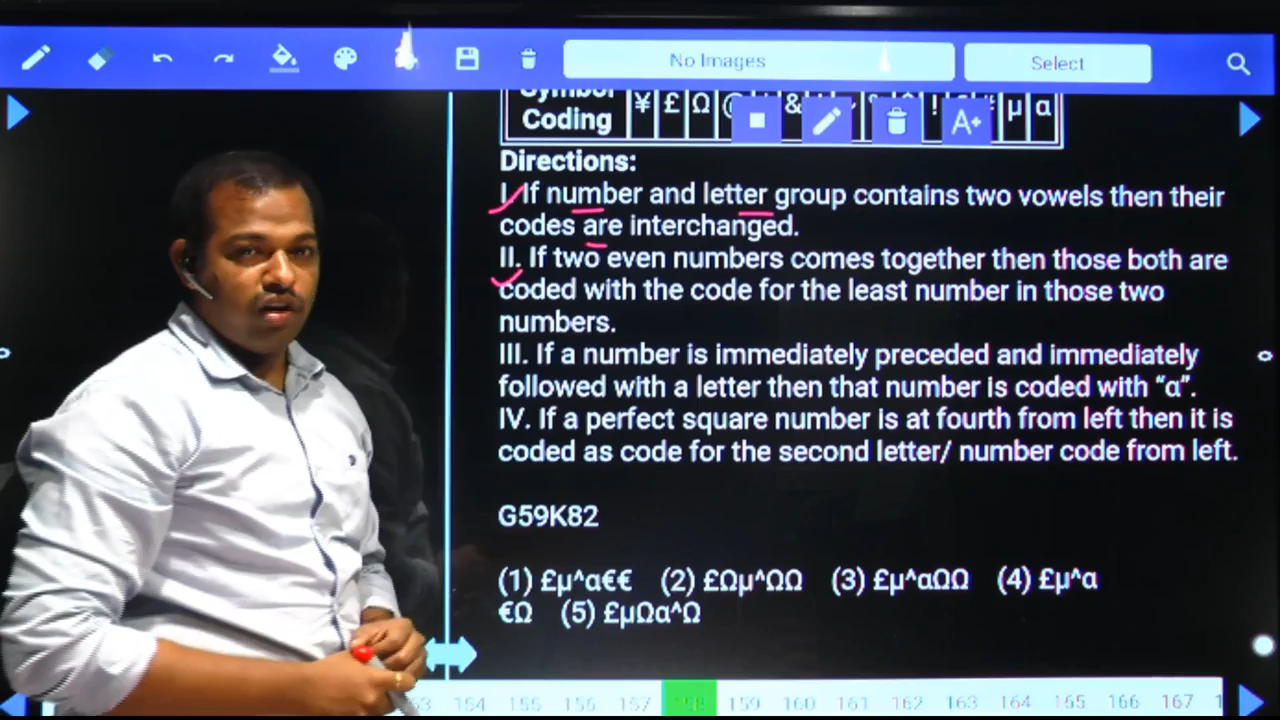 No Images
Select
Symbol
Coding ¥ £ Ω & ! μ α
A+
Directions:
I. If number and letter group contains two vowels then their
codes are interchanged.
II. If two even numbers comes together then those both are
coded with the code for the least number in those two
numbers.
III. If a number is immediately preceded and immediately
followed with a letter then that number is coded with “α”.
IV. If a perfect square number is at fourth from left then it is
coded as code for the second letter/ number code from left.
G59K82
(1) £μ^α€€ (2) £Ωμ^ΩΩ (3) £μ^αΩΩ (4) £μ^α
€Ω (5) £μΩα^Ω
154 155 156 157 158 159 160 161 162 163 164 165 166 167